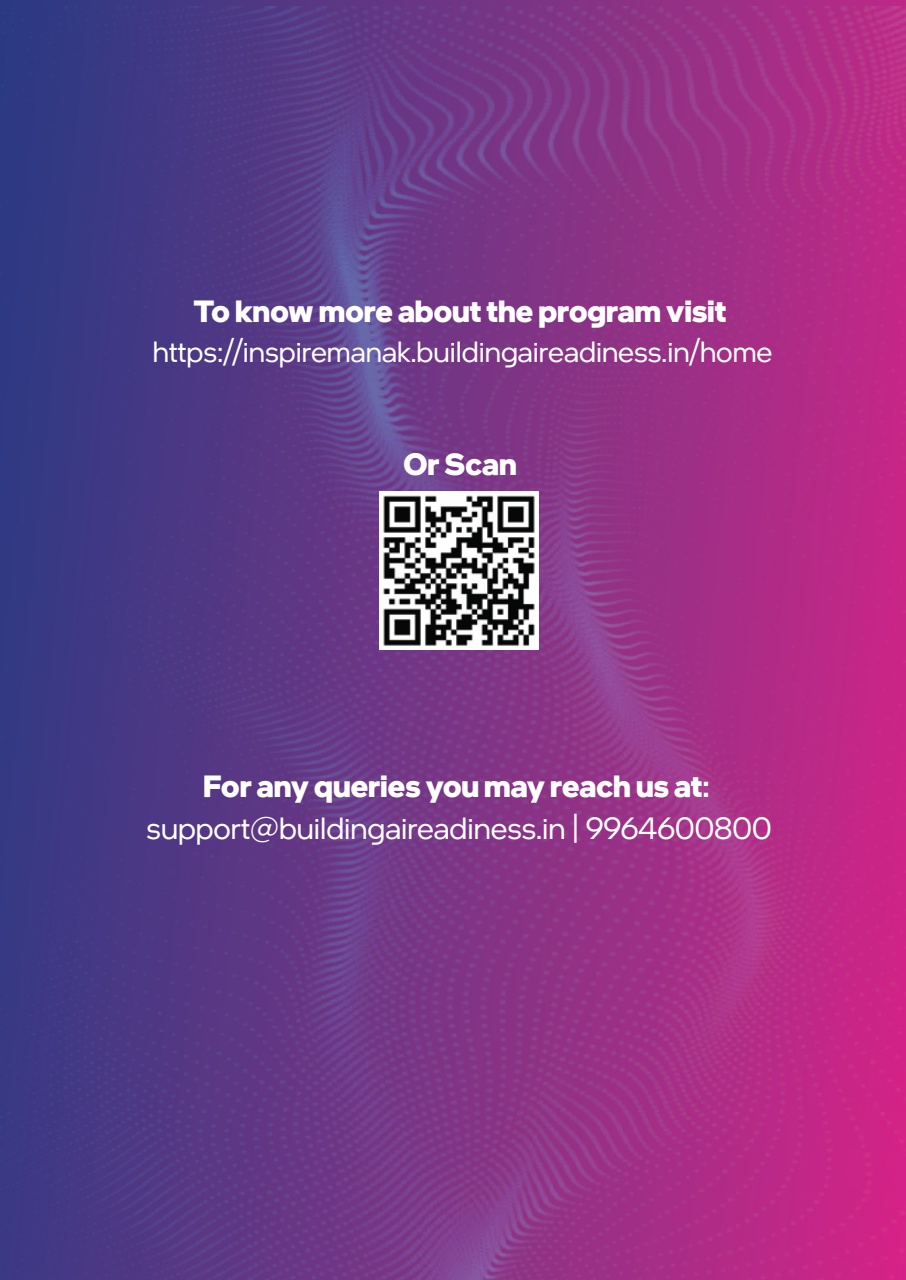 To know more about the program visit
https://inspiremanak.buildingaireadiness.in/home
Or Scan
For any queries you may reach us at:
support@buildingaireadiness.in | 9964600800